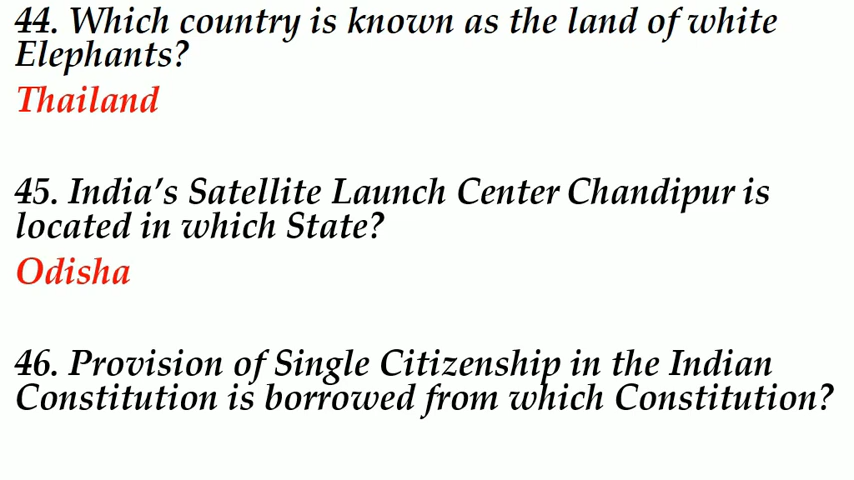 44. Which country is known as the land of white
Elephants?
Thailand
45. India's Satellite Launch Center Chandipur is
located in which State?
Odisha
46. Provision of Single Citizenship in the Indian
Constitution is borrowed from which Constitution?